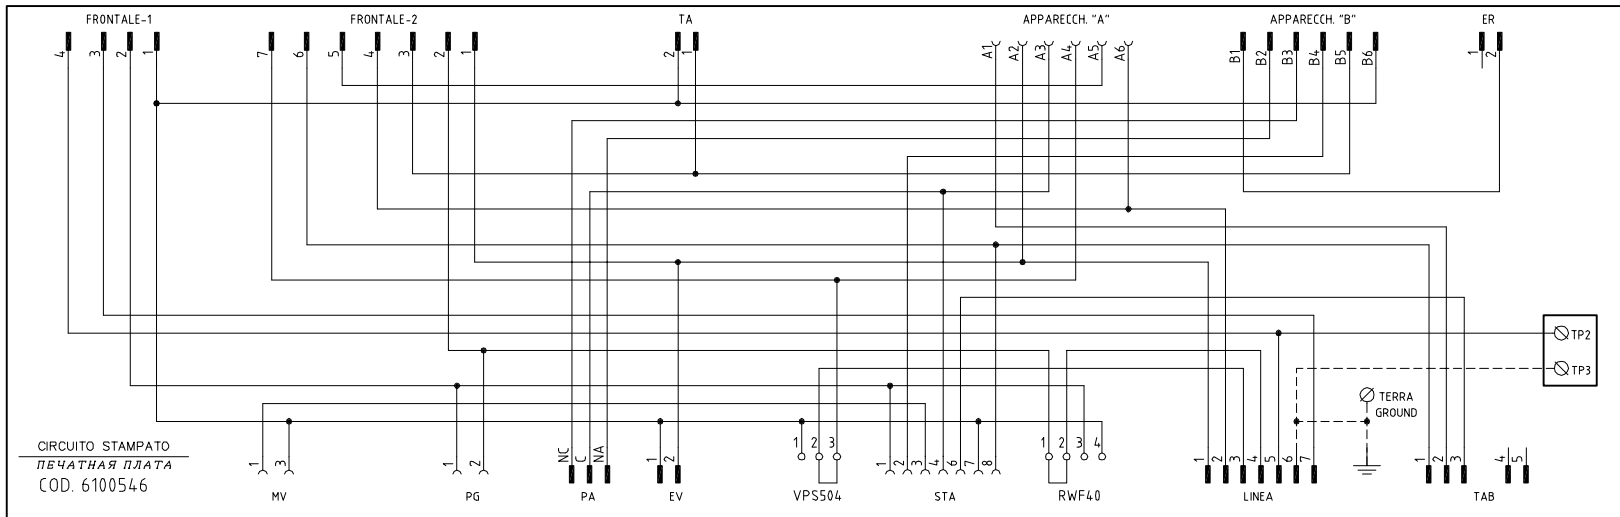 FRONTALE-1 FRONTALE-2 TA APPARECCH. "A" APPARECCH. "B" ER
4 3 2 1 7 6 5 4 3 2 1 2 1 A1 A2 A3 A4 A5 A6 B1 B2 B3 B4 B5 B6 1 2
TP2
TP3
TERRA
GROUND
CIRCUITO STAMPATO
ПЕЧАТНАЯ ПЛАТА
COD. 6100546
1 3 1 2 NC C NA 1 2 1 2 3 1 2 3 4 5 6 7 8 1 2 3 4 1 2 3 4 5 6 7 1 2 3 4 5
MV PG PA EV VPS504 STA RWF40 LINEA TAB